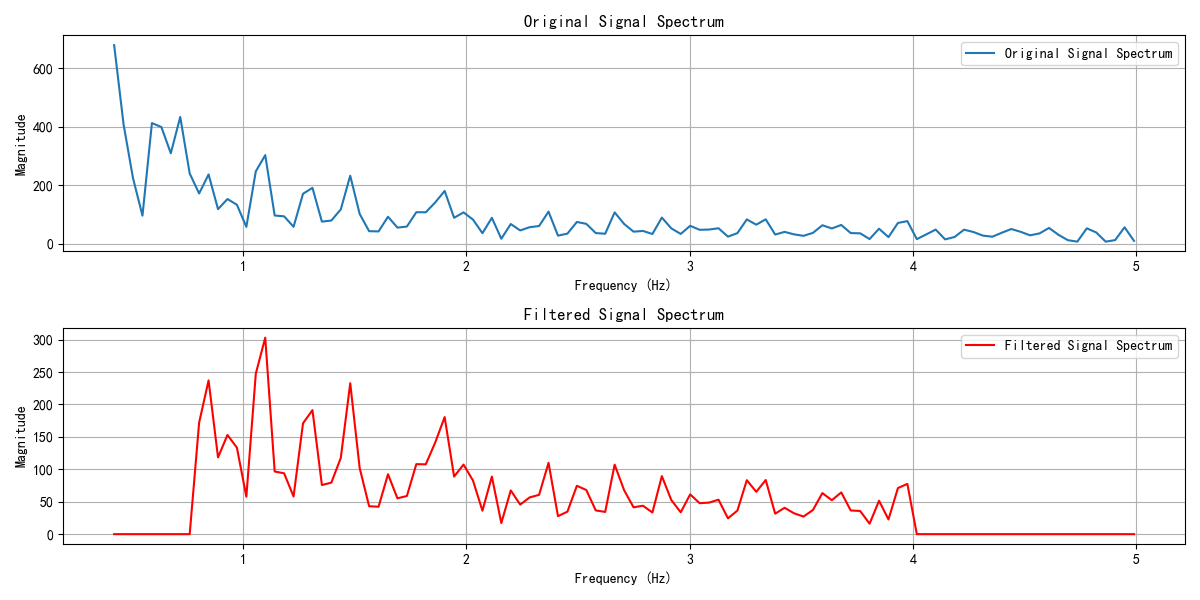 Original Signal Spectrum
Original Signal Spectrum
Magnitude
600
400
200
0
1 2 3 4 5
Frequency (Hz)
Filtered Signal Spectrum
Filtered Signal Spectrum
Magnitude
300
250
200
150
100
50
0
1 2 3 4 5
Frequency (Hz)